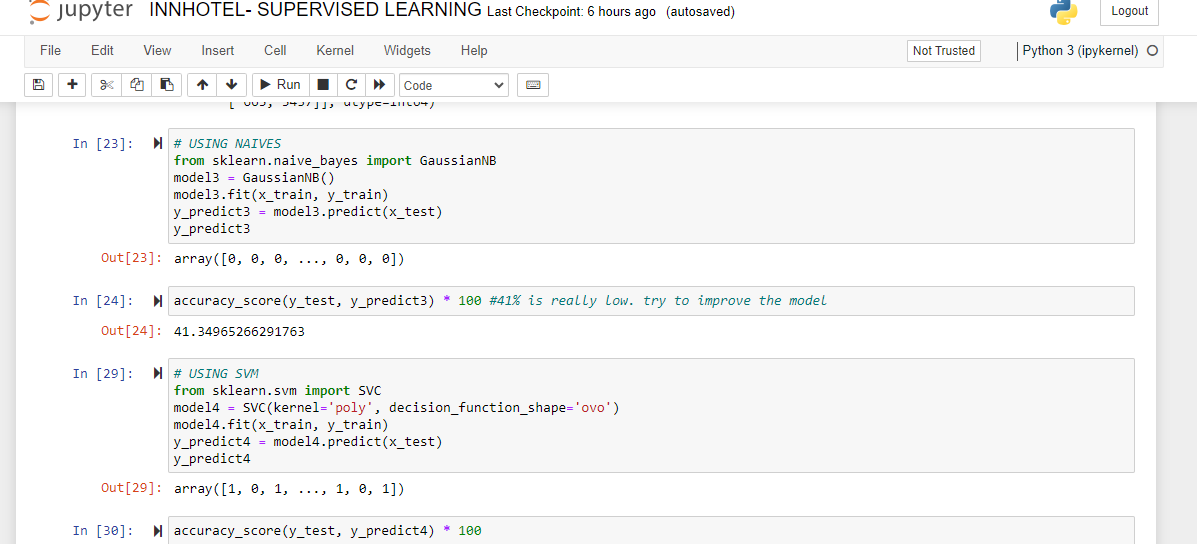 jupyter INNHOTEL- SUPERVISED LEARNING Last Checkpoint: 6 hours ago (autosaved)
Logout
File Edit View Insert Cell Kernel Widgets Help
Not Trusted
Python 3 (ipykernel)
Run
Code
In [23]:
# USING NAIVES
from sklearn.naive_bayes import GaussianNB
model3 = GaussianNB()
model3.fit(x_train, y_train)
y_predict3 = model3.predict(x_test)
y_predict3
Out[23]: array([0, 0, 0, ..., 0, 0, 0])
In [24]: accuracy_score(y_test, y_predict3) * 100 #41% is really low. try to improve the model
Out[24]: 41.34965266291763
In [29]:
# USING SVM
from sklearn.svm import SVC
model4 = SVC(kernel='poly', decision_function_shape='ovo')
model4.fit(x_train, y_train)
y_predict4 = model4.predict(x_test)
y_predict4
Out[29]: array([1, 0, 1, ..., 1, 0, 1])
In [30]: accuracy_score(y_test, y_predict4) * 100